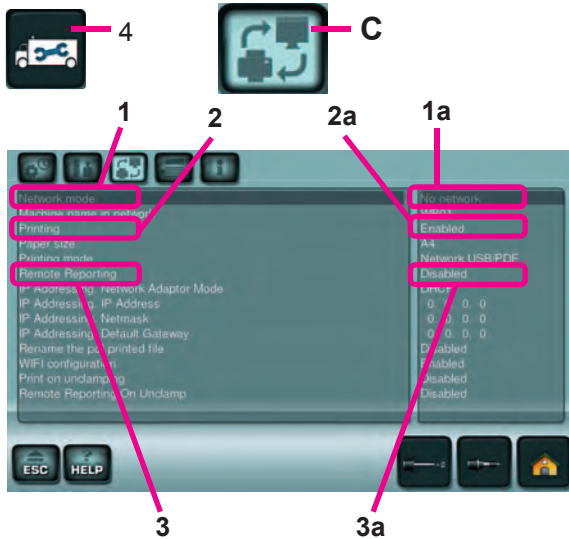 4
C
1
2
2a
1a
Network mode No network
Machine name in network WB01
Printing Enabled
Paper size A4
Printing mode Network USB/PDF
Remote Reporting Disabled
IP Addressing. Network Adaptor Mode DHCP
IP Addressing. IP Address 0. 0. 0. 0
IP Addressing. Netmask 0. 0. 0. 0
IP Addressing. Default Gateway 0. 0. 0. 0
Rename the pdf printed file Disabled
WIFI configuration Enabled
Print on unclamping Disabled
Remote Reporting On Unclamp Disabled
ESC
?
HELP
3
3a